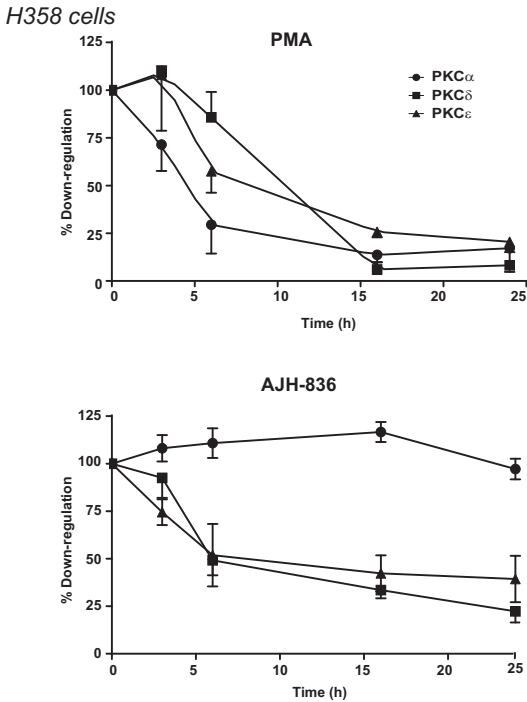 H358 cells
PMA
125
100
75
50
25
0
% Down-regulation
PKCα
PKCδ
PKCε
0 5 10 15 20 25
Time (h)
AJH-836
125
100
75
50
25
0
% Down-regulation
0 5 10 15 20 25
Time (h)